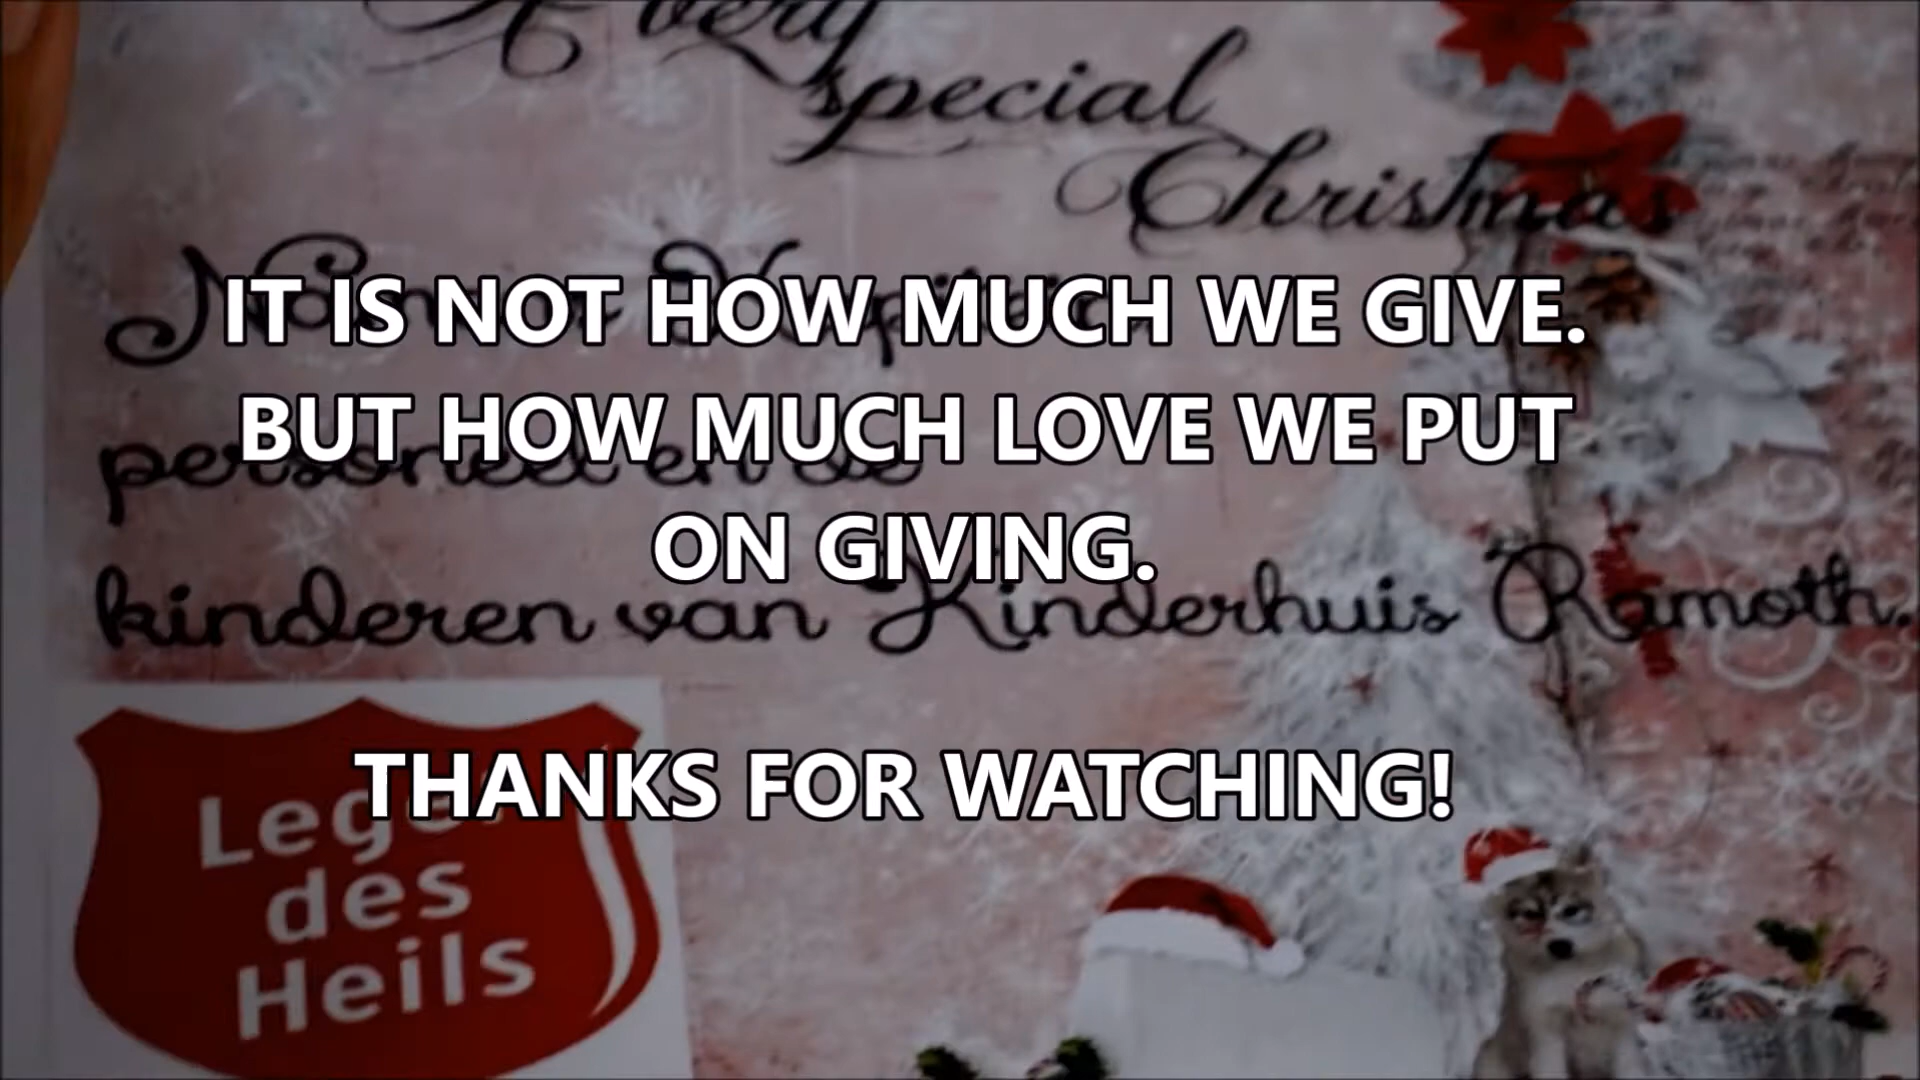 A very
special
Christmas
IT IS NOT HOW MUCH WE GIVE.
BUT HOW MUCH LOVE WE PUT
personeel en de
ON GIVING.
kinderen van Kinderhuis Ramoth.
THANKS FOR WATCHING!
Leger
des
Heils